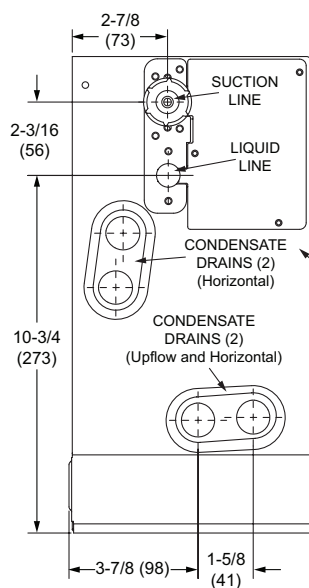 2-7/8
(73)
SUCTION
LINE
2-3/16
(56)
LIQUID
LINE
CONDENSATE
DRAINS (2)
(Horizontal)
10-3/4
(273)
CONDENSATE
DRAINS (2)
(Upflow and Horizontal)
3-7/8 (98)
1-5/8
(41)